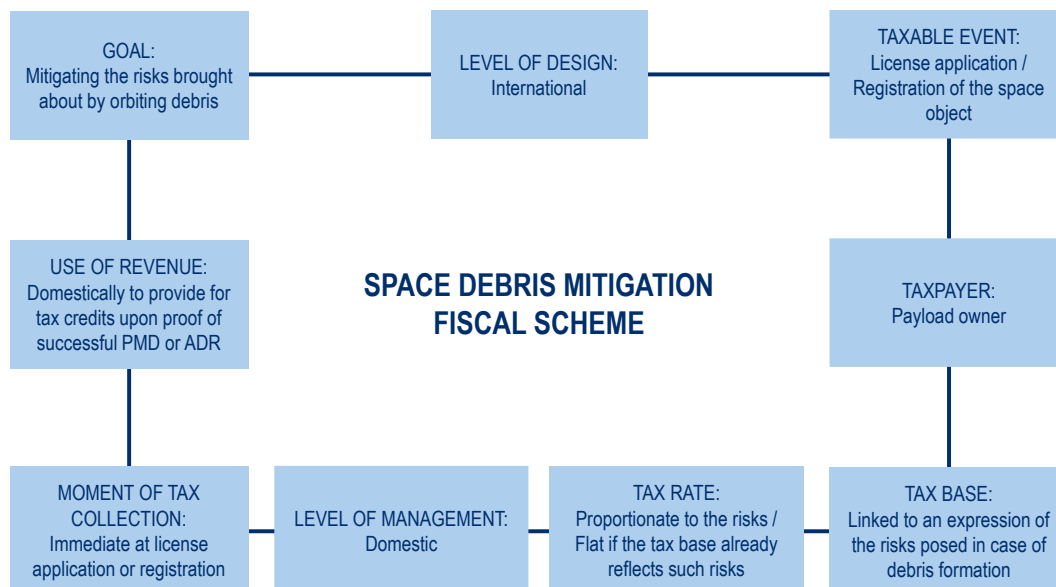 GOAL:
Mitigating the risks brought
about by orbiting debris
LEVEL OF DESIGN:
International
TAXABLE EVENT:
License application /
Registration of the space
object
USE OF REVENUE:
Domestically to provide for
tax credits upon proof of
successful PMD or ADR
SPACE DEBRIS MITIGATION
FISCAL SCHEME
TAXPAYER:
Payload owner
MOMENT OF TAX
COLLECTION:
Immediate at license
application or registration
LEVEL OF MANAGEMENT:
Domestic
TAX RATE:
Proportionate to the risks /
Flat if the tax base already
reflects such risks
TAX BASE:
Linked to an expression of
the risks posed in case of
debris formation